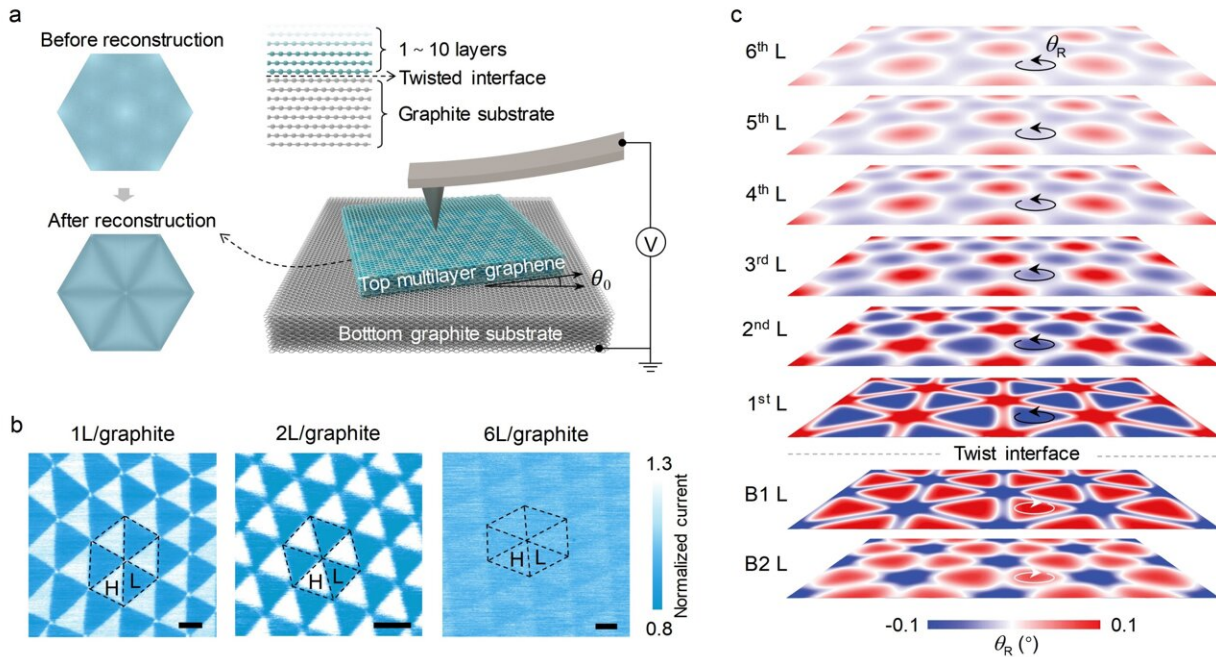 a
Before reconstruction
After reconstruction
1 ~ 10 layers
Twisted interface
Graphite substrate
V
Top multilayer graphene
θ0
Botttom graphite substrate
b
1L/graphite
2L/graphite
6L/graphite
H L
H L
H L
1.3
Normalized current
0.8
c
6th L
θR
5th L
4th L
3rd L
2nd L
1st L
Twist interface
B1 L
B2 L
-0.1
0.1
θR (°)